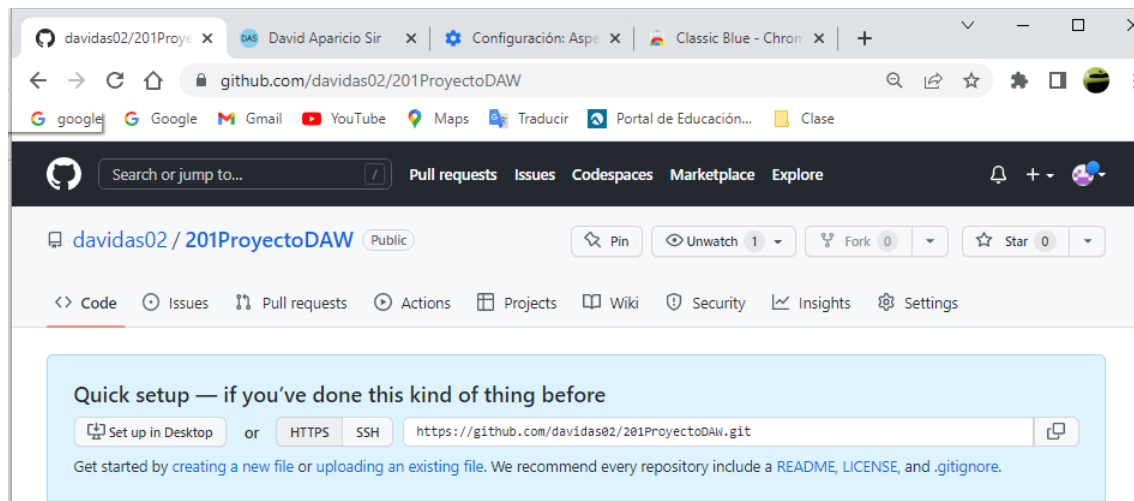 davidas02/201Proye
DAS David Aparicio Sir
Configuración: Aspe
Classic Blue - Chrom
github.com/davidas02/201ProyectoDAW
google Google Gmail YouTube Maps Traducir Portal de Educación... Clase
Search or jump to... / Pull requests Issues Codespaces Marketplace Explore
davidas02 / 201ProyectoDAW Public Pin Unwatch 1 Fork 0 Star 0
Code Issues Pull requests Actions Projects Wiki Security Insights Settings
Quick setup — if you've done this kind of thing before
Set up in Desktop or HTTPS SSH https://github.com/davidas02/201ProyectoDAW.git
Get started by creating a new file or uploading an existing file. We recommend every repository include a README, LICENSE, and .gitignore.